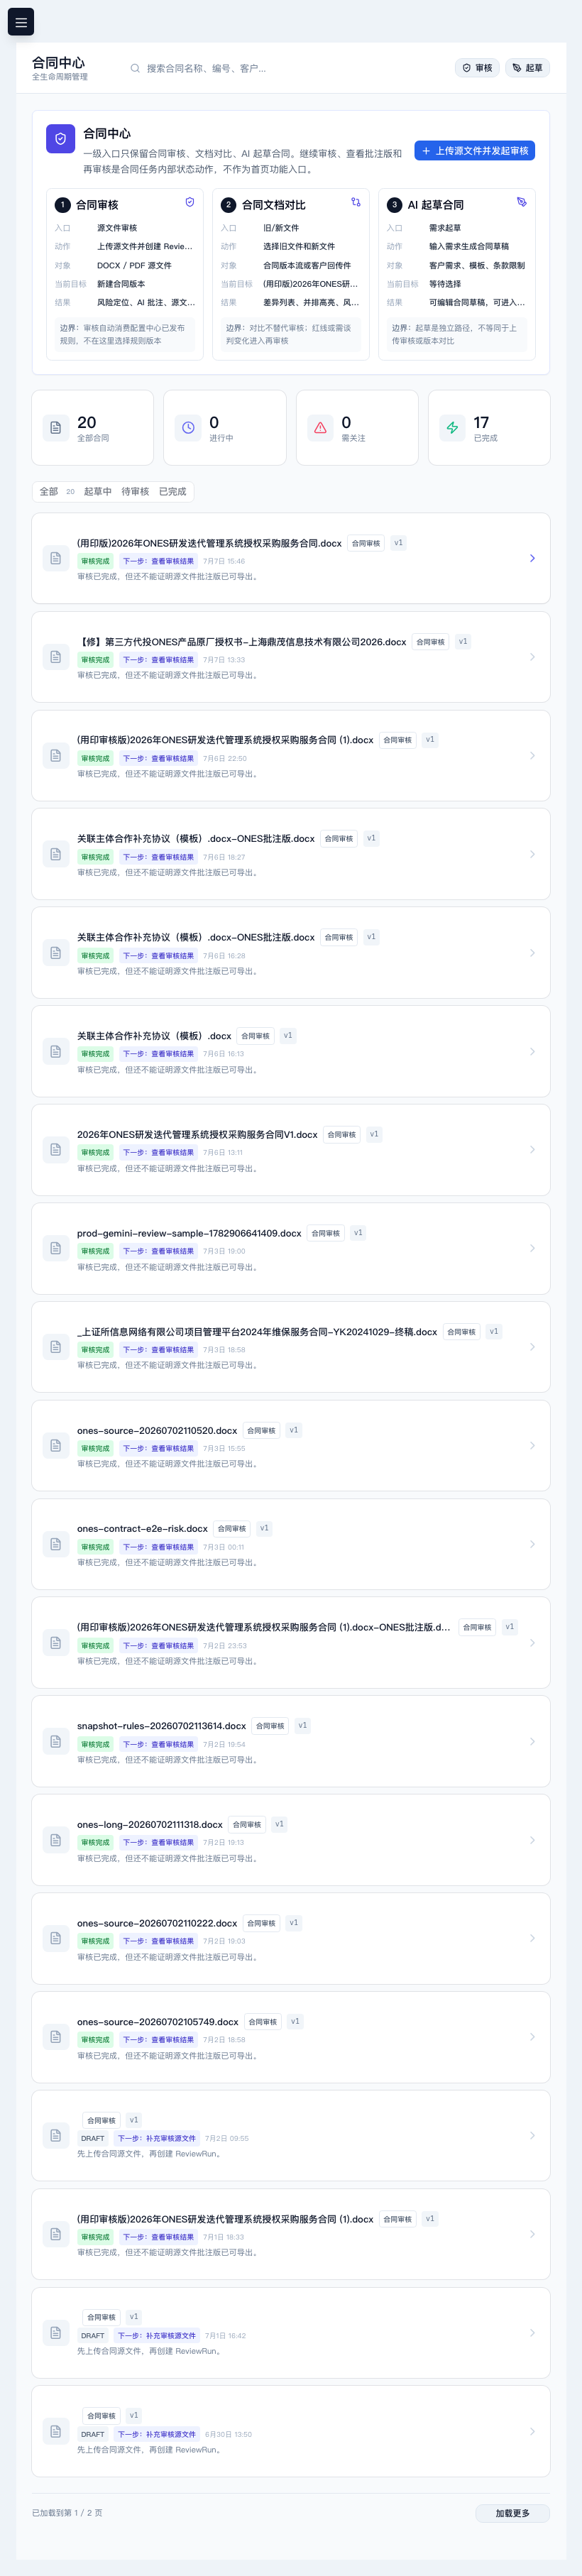 合同中心
全生命周期管理
搜索合同名称、编号、客户...
审核
起草
合同中心
一级入口只保留合同审核、文档对比、AI 起草合同。继续审核、查看批注版和
再审核是合同任务内部状态动作，不作为首页功能入口。
上传源文件并发起审核
1 合同审核
入口 源文件审核
动作 上传源文件并创建 Revie...
对象 DOCX / PDF 源文件
当前目标 新建合同版本
结果 风险定位、AI 批注、源文...
边界：审核自动消费配置中心已发布
规则，不在这里选择规则版本
2 合同文档对比
入口 旧/新文件
动作 选择旧文件和新文件
对象 合同版本流或客户回传件
当前目标 (用印版)2026年ONES研...
结果 差异列表、并排高亮、风...
边界：对比不替代审核；红线或需谈
判变化进入再审核
3 AI 起草合同
入口 需求起草
动作 输入需求生成合同草稿
对象 客户需求、模板、条款限制
当前目标 等待选择
结果 可编辑合同草稿，可进入...
边界：起草是独立路径，不等同于上
传审核或版本对比
20
全部合同
0
进行中
0
需关注
17
已完成
全部 20 起草中 待审核 已完成
(用印版)2026年ONES研发迭代管理系统授权采购服务合同.docx 合同审核 v1
审核完成 下一步：查看审核结果 7月7日 15:46
审核已完成，但还不能证明源文件批注版已可导出。
【修】第三方代投ONES产品原厂授权书-上海鼎茂信息技术有限公司2026.docx 合同审核 v1
审核完成 下一步：查看审核结果 7月7日 13:33
审核已完成，但还不能证明源文件批注版已可导出。
(用印审核版)2026年ONES研发迭代管理系统授权采购服务合同 (1).docx 合同审核 v1
审核完成 下一步：查看审核结果 7月6日 22:50
审核已完成，但还不能证明源文件批注版已可导出。
关联主体合作补充协议（模板）.docx-ONES批注版.docx 合同审核 v1
审核完成 下一步：查看审核结果 7月6日 18:27
审核已完成，但还不能证明源文件批注版已可导出。
关联主体合作补充协议（模板）.docx-ONES批注版.docx 合同审核 v1
审核完成 下一步：查看审核结果 7月6日 16:28
审核已完成，但还不能证明源文件批注版已可导出。
关联主体合作补充协议（模板）.docx 合同审核 v1
审核完成 下一步：查看审核结果 7月6日 16:13
审核已完成，但还不能证明源文件批注版已可导出。
2026年ONES研发迭代管理系统授权采购服务合同V1.docx 合同审核 v1
审核完成 下一步：查看审核结果 7月6日 13:11
审核已完成，但还不能证明源文件批注版已可导出。
prod-gemini-review-sample-1782906641409.docx 合同审核 v1
审核完成 下一步：查看审核结果 7月3日 19:00
审核已完成，但还不能证明源文件批注版已可导出。
_上证所信息网络有限公司项目管理平台2024年维保服务合同-YK20241029-终稿.docx 合同审核 v1
审核完成 下一步：查看审核结果 7月3日 18:58
审核已完成，但还不能证明源文件批注版已可导出。
ones-source-20260702110520.docx 合同审核 v1
审核完成 下一步：查看审核结果 7月3日 15:55
审核已完成，但还不能证明源文件批注版已可导出。
ones-contract-e2e-risk.docx 合同审核 v1
审核完成 下一步：查看审核结果 7月3日 00:11
审核已完成，但还不能证明源文件批注版已可导出。
(用印审核版)2026年ONES研发迭代管理系统授权采购服务合同 (1).docx-ONES批注版.d... 合同审核 v1
审核完成 下一步：查看审核结果 7月2日 23:53
审核已完成，但还不能证明源文件批注版已可导出。
snapshot-rules-20260702113614.docx 合同审核 v1
审核完成 下一步：查看审核结果 7月2日 19:54
审核已完成，但还不能证明源文件批注版已可导出。
ones-long-20260702111318.docx 合同审核 v1
审核完成 下一步：查看审核结果 7月2日 19:13
审核已完成，但还不能证明源文件批注版已可导出。
ones-source-20260702110222.docx 合同审核 v1
审核完成 下一步：查看审核结果 7月2日 19:03
审核已完成，但还不能证明源文件批注版已可导出。
ones-source-20260702105749.docx 合同审核 v1
审核完成 下一步：查看审核结果 7月2日 18:58
审核已完成，但还不能证明源文件批注版已可导出。
合同审核 v1
DRAFT 下一步：补充审核源文件 7月2日 09:55
先上传合同源文件，再创建 ReviewRun。
(用印审核版)2026年ONES研发迭代管理系统授权采购服务合同 (1).docx 合同审核 v1
审核完成 下一步：查看审核结果 7月1日 18:33
审核已完成，但还不能证明源文件批注版已可导出。
合同审核 v1
DRAFT 下一步：补充审核源文件 7月1日 16:42
先上传合同源文件，再创建 ReviewRun。
合同审核 v1
DRAFT 下一步：补充审核源文件 6月30日 13:50
先上传合同源文件，再创建 ReviewRun。
已加载到第 1 / 2 页
加载更多